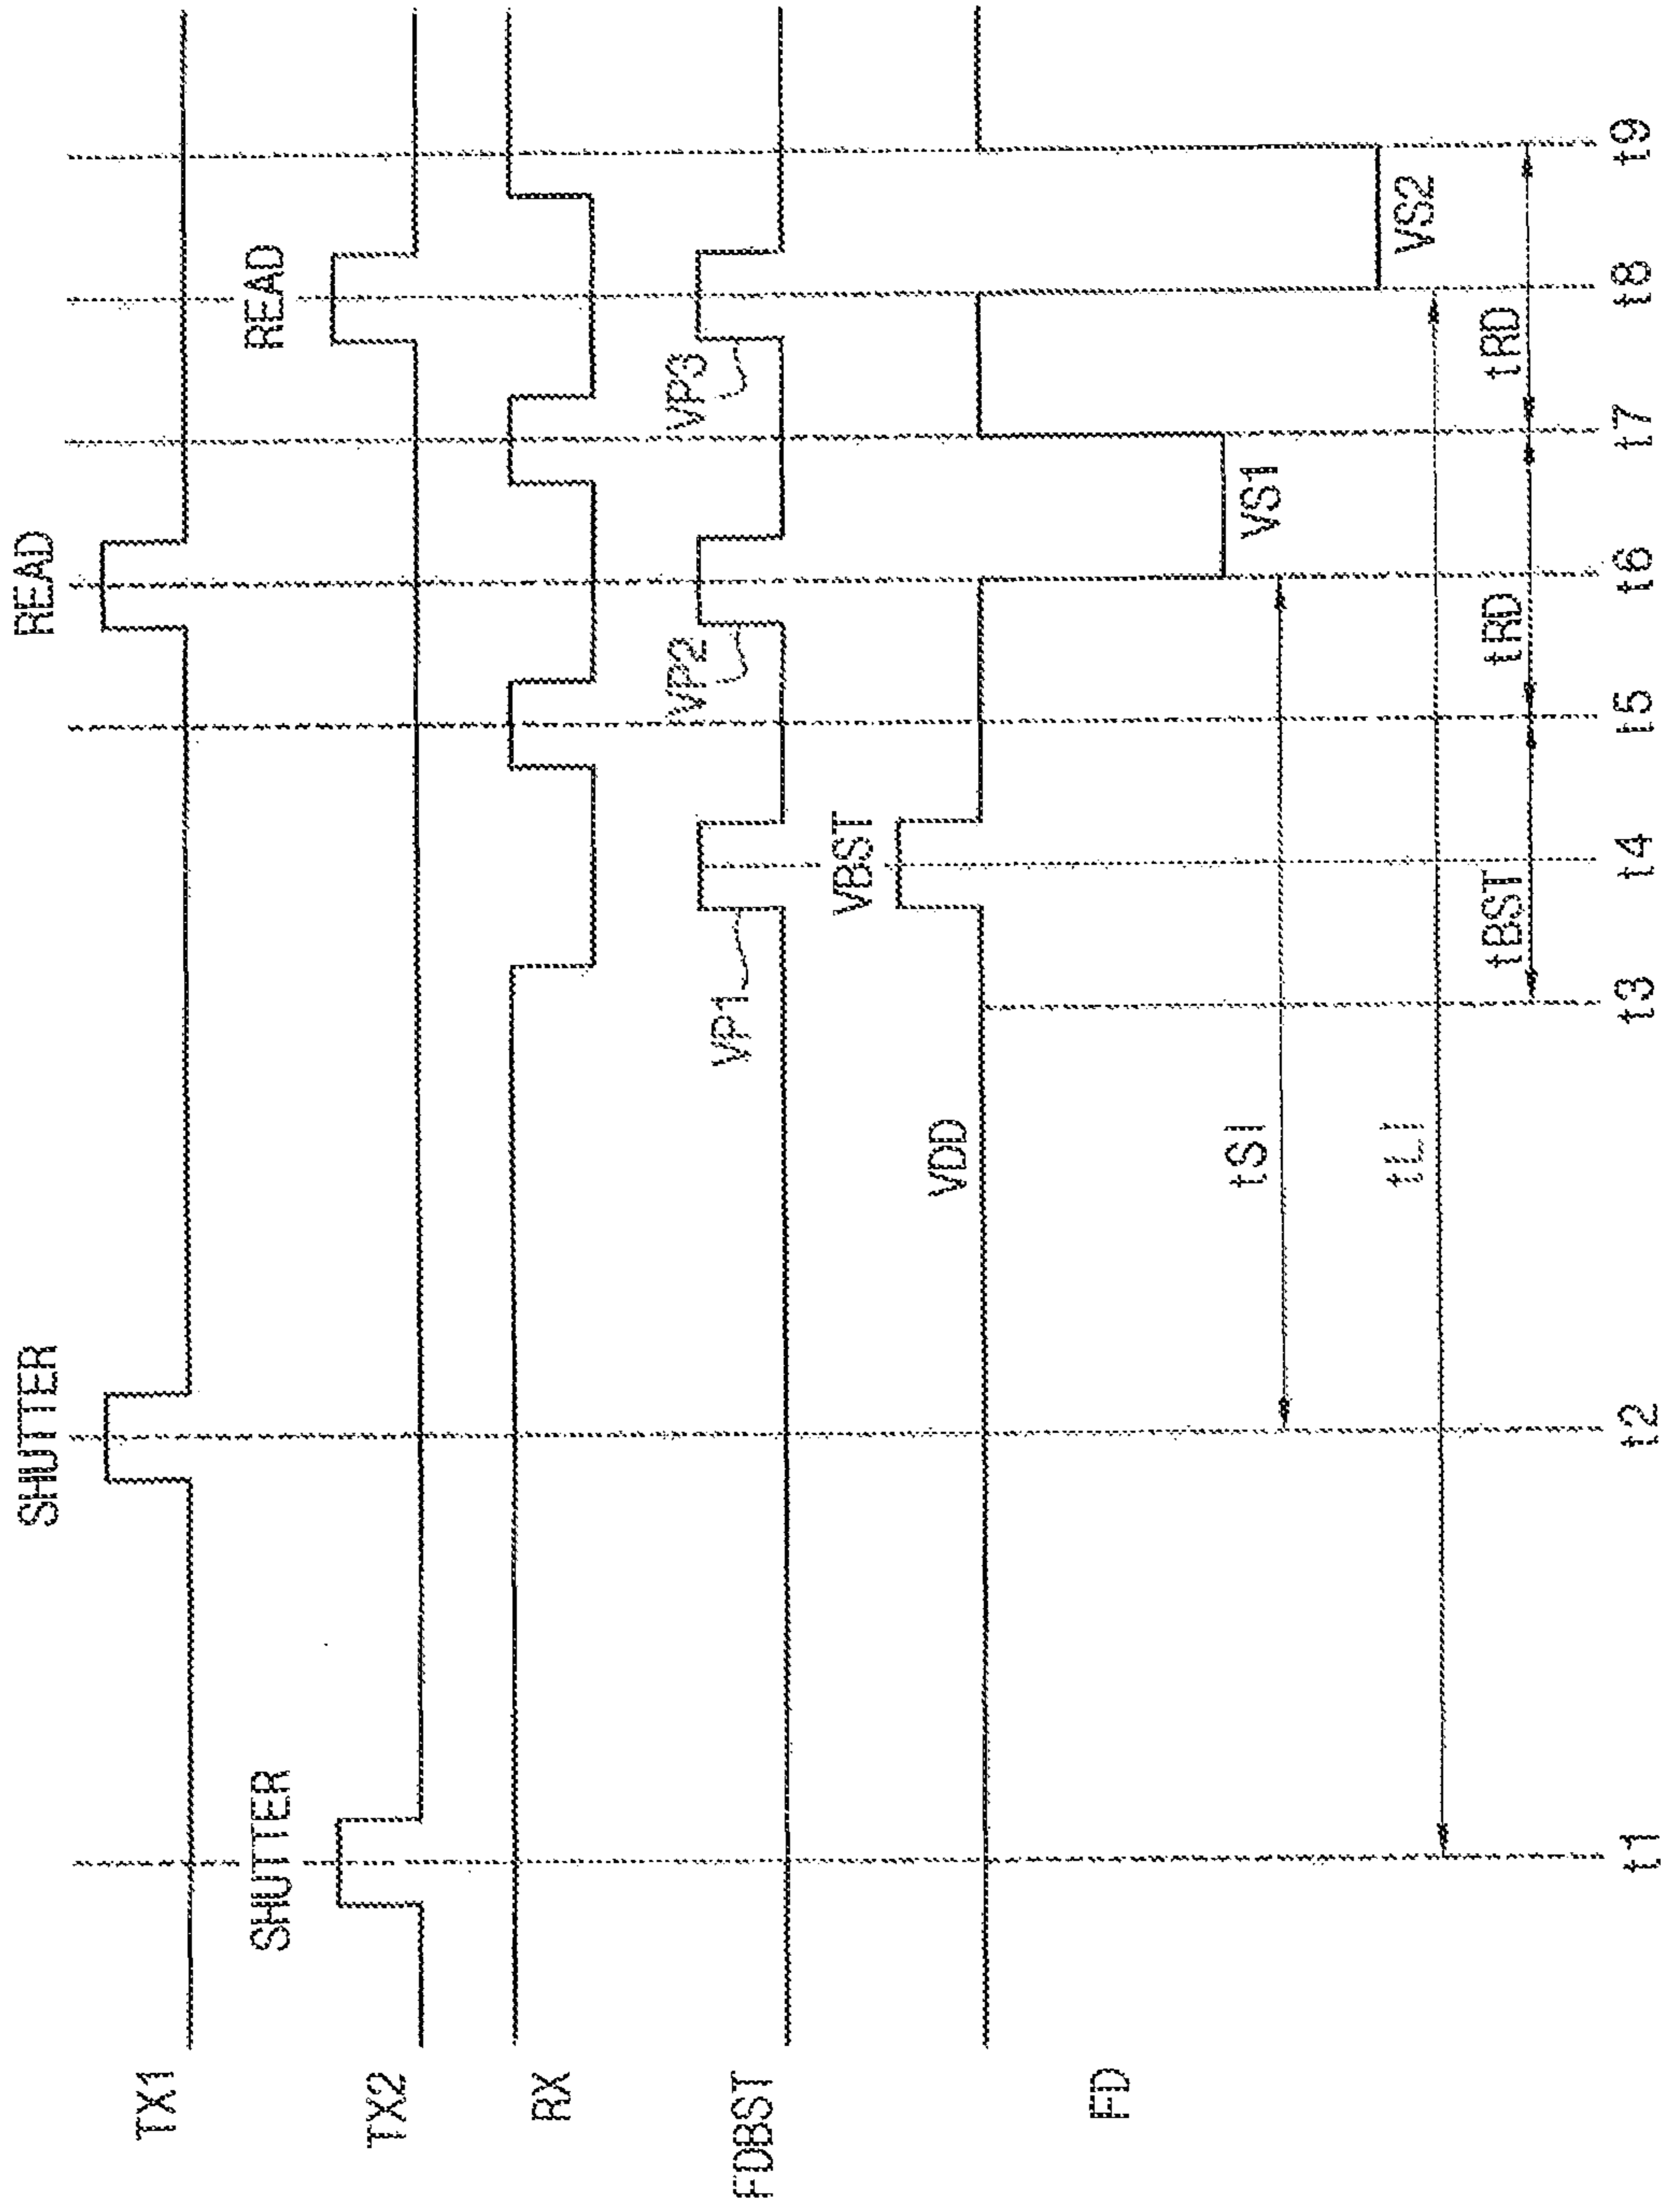 SHUTTER
READ
TX1
SHUTTER
READ
TX2
RX
VP1
VP2
VP3
FDBST
VBST
VDD
FD
VS1
VS2
tSI
tLI
tBST
tRD
tRD
t1
t2
t3
t4
t5
t6
t7
t8
t9